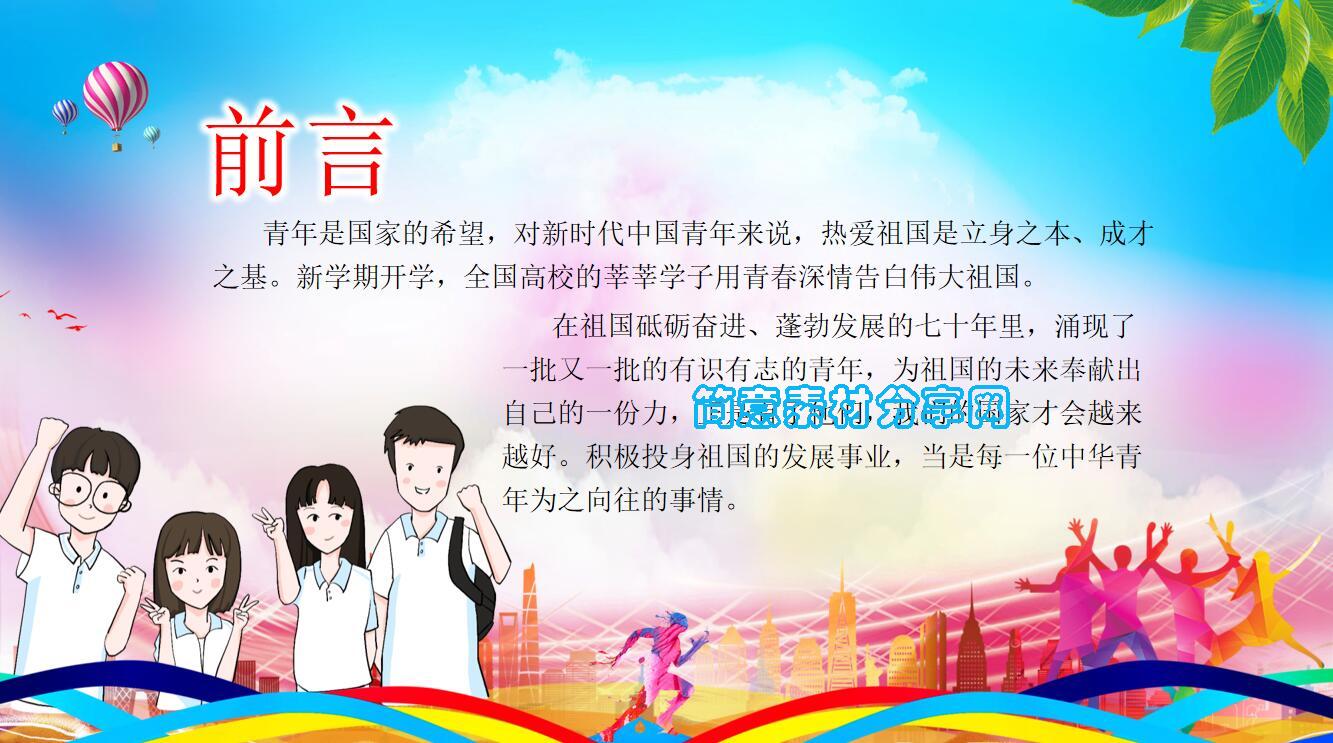 前言
青年是国家的希望，对新时代中国青年来说，热爱祖国是立身之本、成才
之基。新学期开学，全国高校的莘莘学子用青春深情告白伟大祖国。
在祖国砥砺奋进、蓬勃发展的七十年里，涌现了
一批又一批的有识有志的青年，为祖国的未来奉献出
自己的一份力，家才会越来
简意素材分享网
越好。积极投身祖国的发展事业，当是每一位中华青
年为之向往的事情。